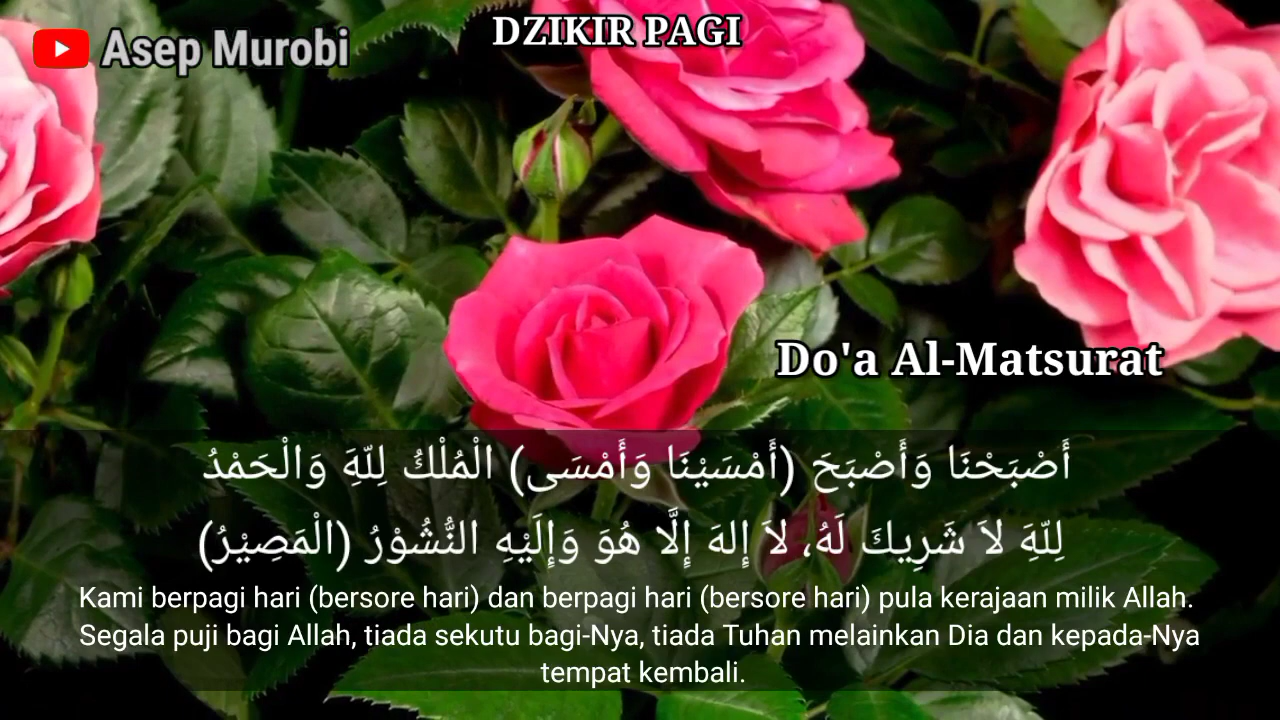 DZIKIR PAGI
Asep Murobi
Do'a Al-Matsurat
أَصْبَحْنَا وَأَصْبَحَ (أَمْسَيْنَا وَأَمْسَى) الْمُلْكُ لِلّهَِ وَالْحَمْدُ
لِلّهَِ لاَ شَرِيكَ لَهُ، لاَ إِلهَ إِلَّا هُوَ وَإِلَيْهِ النُّشُوْرُ (الْمَصِيْرُ)
Kami berpagi hari (bersore hari) dan berpagi hari (bersore hari) pula kerajaan milik Allah.
Segala puji bagi Allah, tiada sekutu bagi-Nya, tiada Tuhan melainkan Dia dan kepada-Nya
tempat kembali.